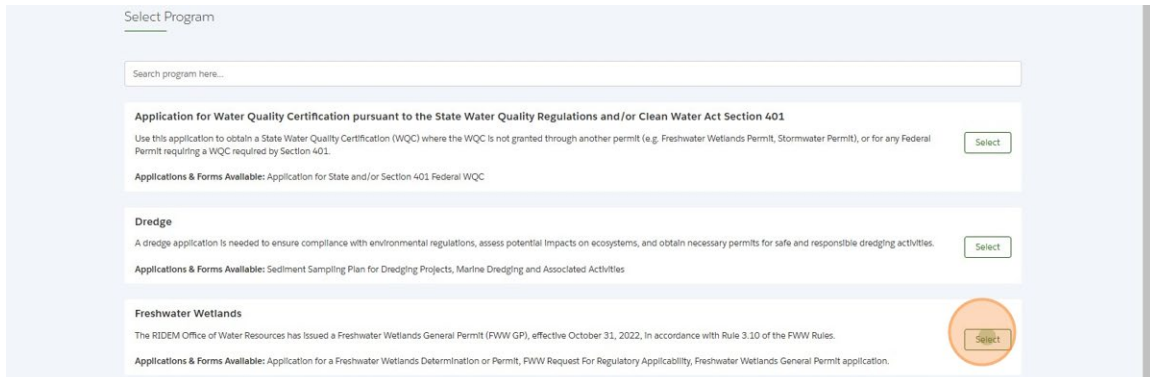 Select Program
Search program here...
Application for Water Quality Certification pursuant to the State Water Quality Regulations and/or Clean Water Act Section 401
Use this application to obtain a State Water Quality Certification (WQC) where the WQC is not granted through another permit (e.g. Freshwater Wetlands Permit, Stormwater Permit), or for any Federal
Permit requiring a WQC required by Section 401.
Select
Applications & Forms Available: Application for State and/or Section 401 Federal WQC
Dredge
A dredge application is needed to ensure compliance with environmental regulations, assess potential impacts on ecosystems, and obtain necessary permits for safe and responsible dredging activities.
Select
Applications & Forms Available: Sediment Sampling Plan for Dredging Projects, Marine Dredging and Associated Activities
Freshwater Wetlands
The RIDEM Office of Water Resources has issued a Freshwater Wetlands General Permit (FWW GP), effective October 31, 2022, in accordance with Rule 3.10 of the FWW Rules.
Select
Applications & Forms Available: Application for a Freshwater Wetlands Determination or Permit, FWW Request For Regulatory Applicability, Freshwater Wetlands General Permit application.